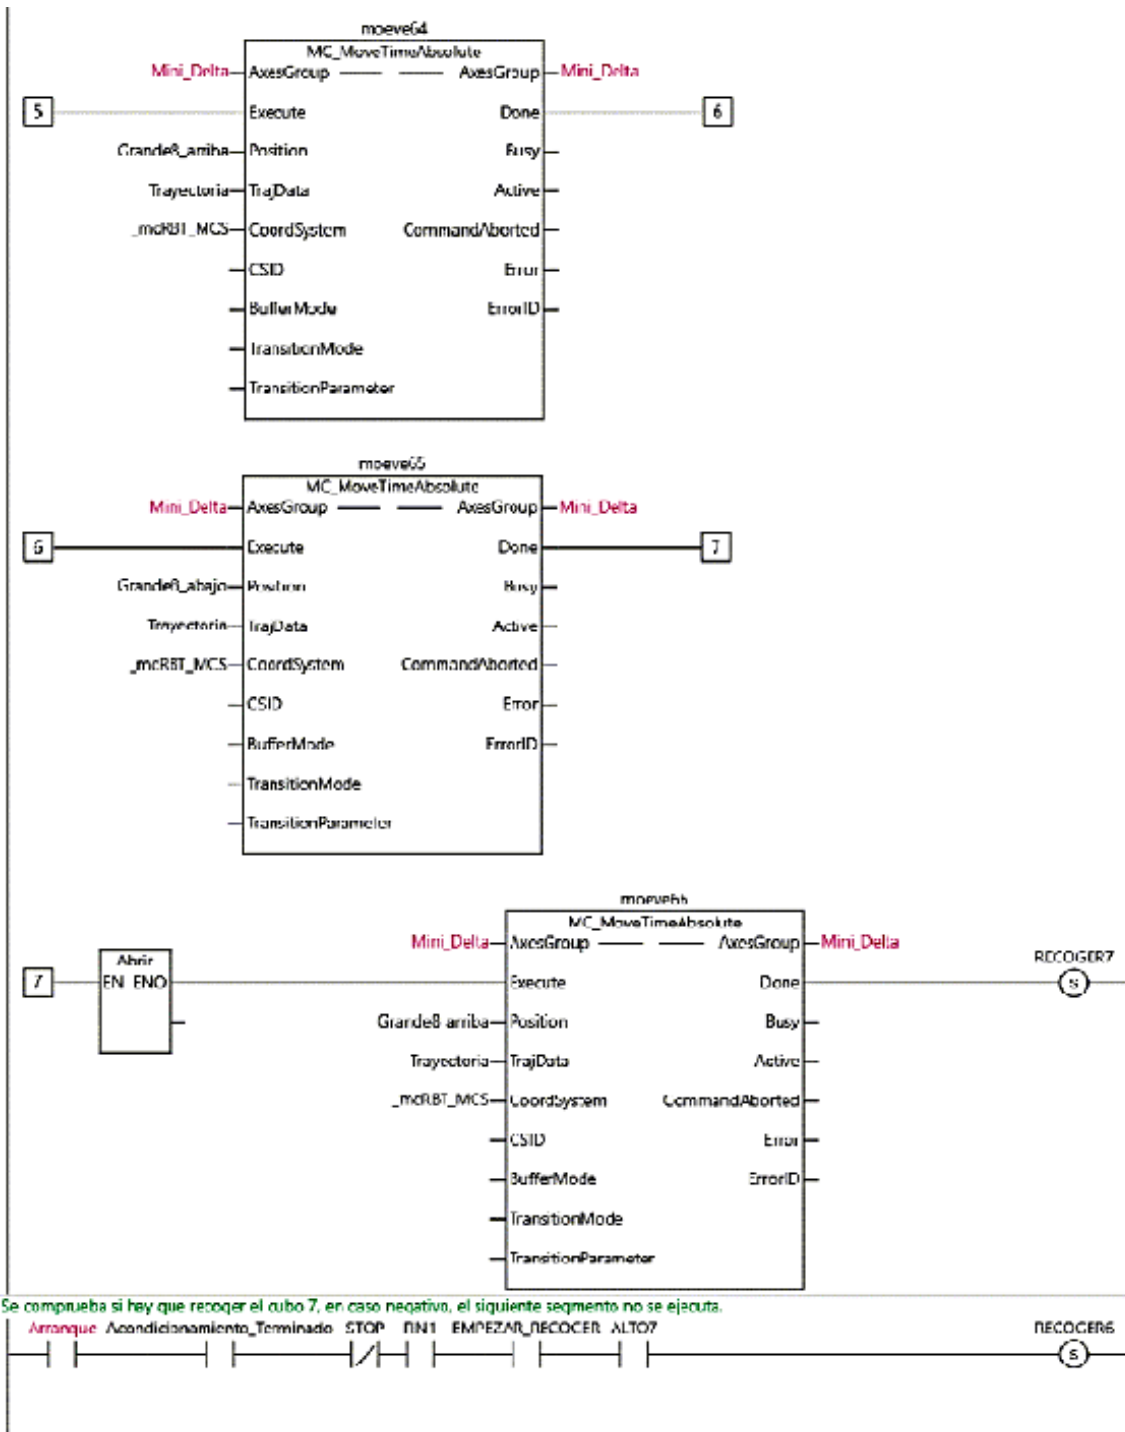 moeve64
MC_MoveTimeAbsolute
Mini_Delta AxesGroup AxesGroup Mini_Delta
5 Execute Done 6
Grande8_arriba Position Busy
Trayectoria TrajData Active
_mcRBT_MCS CoordSystem CommandAborted
CSID Error
BufferMode ErrorID
TransitionMode
TransitionParameter
moeve65
MC_MoveTimeAbsolute
Mini_Delta AxesGroup AxesGroup Mini_Delta
6 Execute Done 7
Grande8_abajo Position Busy
Trayectoria TrajData Active
_mcRBT_MCS CoordSystem CommandAborted
CSID Error
BufferMode ErrorID
TransitionMode
TransitionParameter
moeve66
MC_MoveTimeAbsolute
Mini_Delta AxesGroup AxesGroup Mini_Delta
Abrir
RECOGER7
7 EN ENO Execute Done S
Grande8_arriba Position Busy
Trayectoria TrajData Active
_mcRBT_MCS CoordSystem CommandAborted
CSID Error
BufferMode ErrorID
TransitionMode
TransitionParameter
Se comprueba si hay que recoger el cubo 7, en caso negativo, el siguiente segmento no se ejecuta.
Arranque Acondicionamiento_Terminado STOP FIN1 EMPEZAR_RECOGER ALTO7 RECOGER6
S